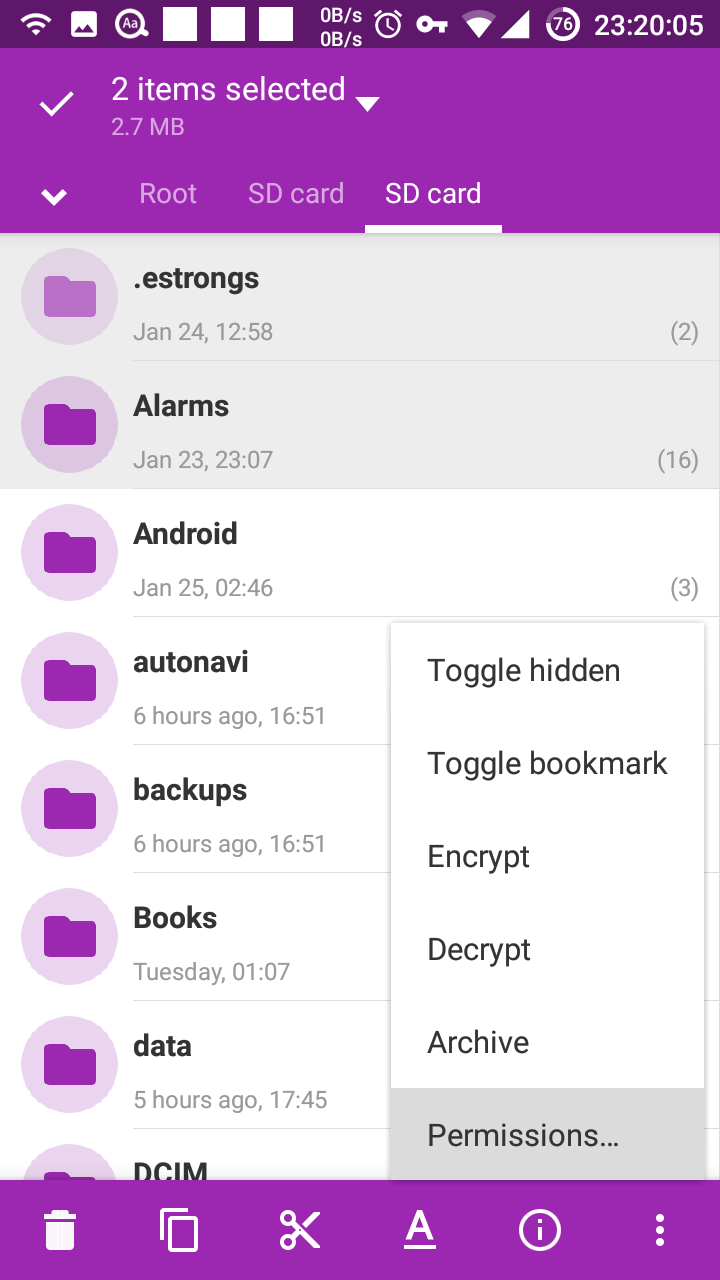 0B/s
0B/s
Aa
76
23:20:05
2 items selected
2.7 MB
Root
SD card
SD card
.estrongs
Jan 24, 12:58
(2)
Alarms
Jan 23, 23:07
(16)
Android
Jan 25, 02:46
(3)
autonavi
6 hours ago, 16:51
backups
6 hours ago, 16:51
Books
Tuesday, 01:07
data
5 hours ago, 17:45
DCIM
Toggle hidden
Toggle bookmark
Encrypt
Decrypt
Archive
Permissions...
A